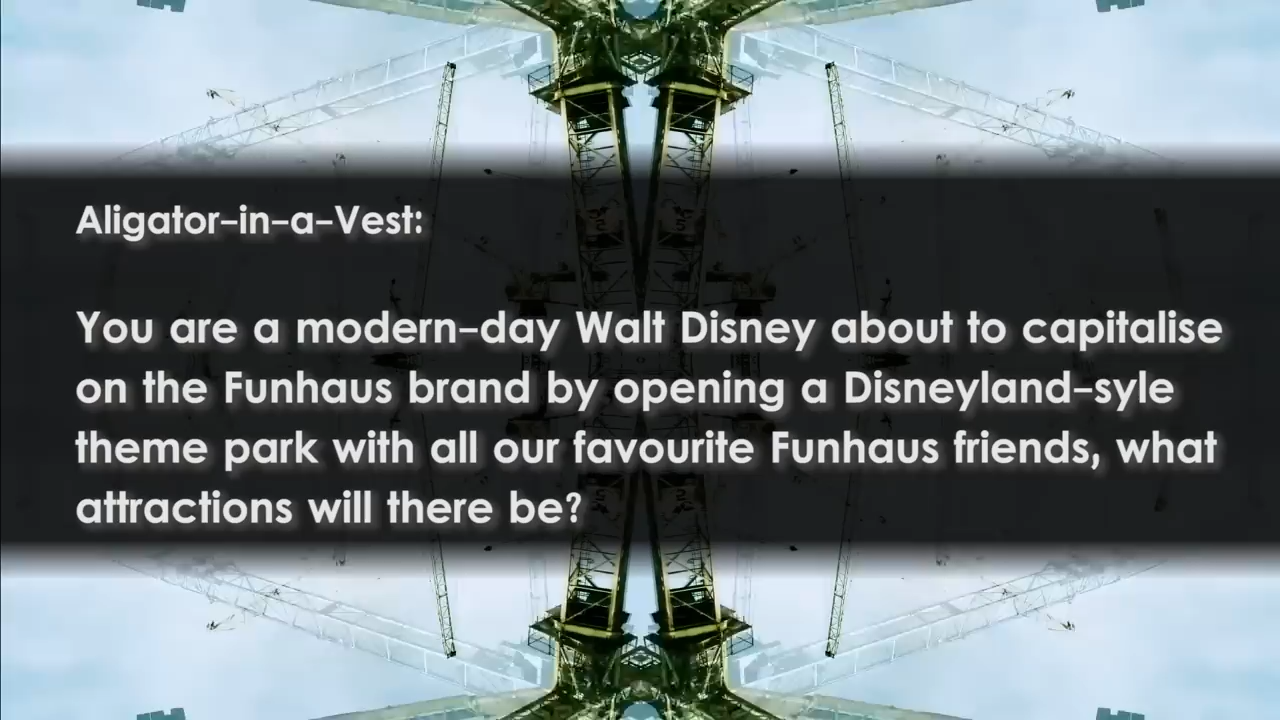 Aligator-in-a-Vest:
You are a modern-day Walt Disney about to capitalise
on the Funhaus brand by opening a Disneyland-syle
theme park with all our favourite Funhaus friends, what
attractions will there be?